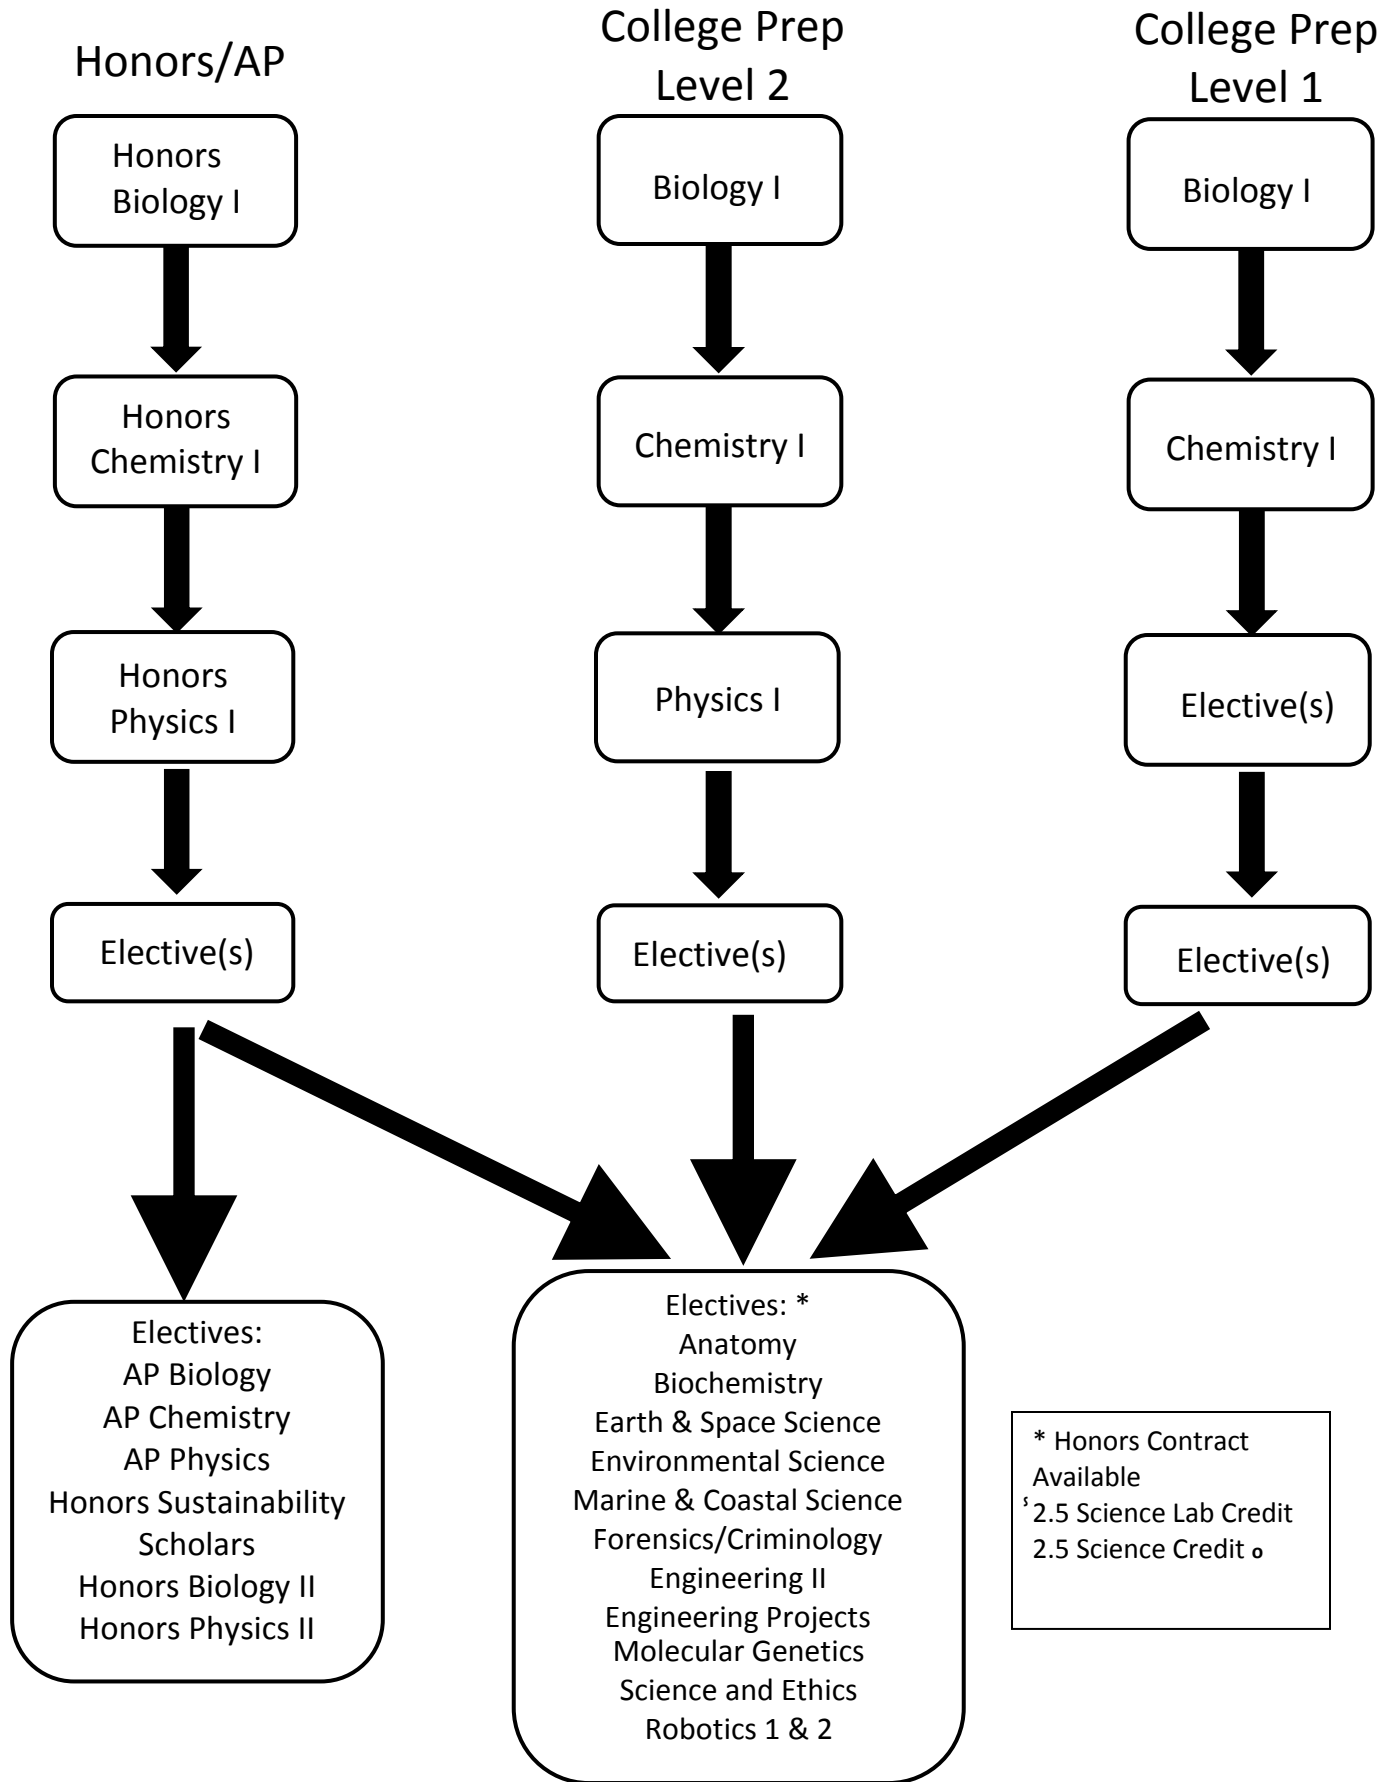 Honors/AP
College Prep
Level 2
College Prep
Level 1
Honors
Biology I
Biology I
Biology I
Honors
Chemistry I
Chemistry I
Chemistry I
Honors
Physics I
Physics I
Elective(s)
Elective(s)
Elective(s)
Elective(s)
Electives:
AP Biology
AP Chemistry
AP Physics
Honors Sustainability
Scholars
Honors Biology II
Honors Physics II
Electives: *
Anatomy
Biochemistry
Earth & Space Science
Environmental Science
Marine & Coastal Science
Forensics/Criminology
Engineering II
Engineering Projects
Molecular Genetics
Science and Ethics
Robotics 1 & 2
* Honors Contract
Available
ˢ 2.5 Science Lab Credit
2.5 Science Credit o